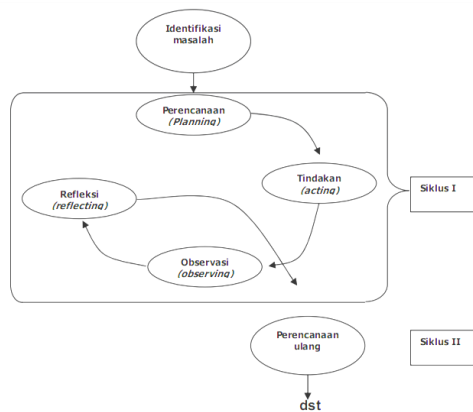 Identifikasi
masalah
Perencanaan
(Planning)
Tindakan
(acting)
Refleksi
(reflecting)
Siklus I
Observasi
(observing)
Perencanaan
ulang
Siklus II
dst